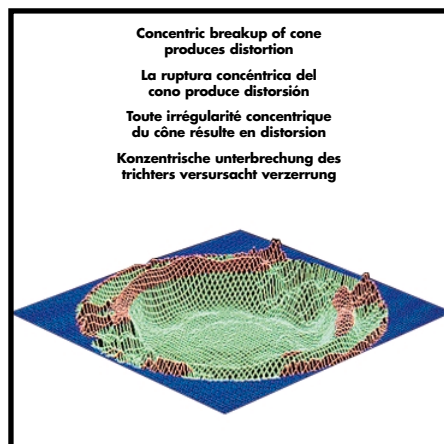 Concentric breakup of cone
produces distortion
La ruptura concéntrica del
cono produce distorsión
Toute irrégularité concentrique
du cône résulte en distorsion
Konzentrische unterbrechung des
trichters versursacht verzerrung